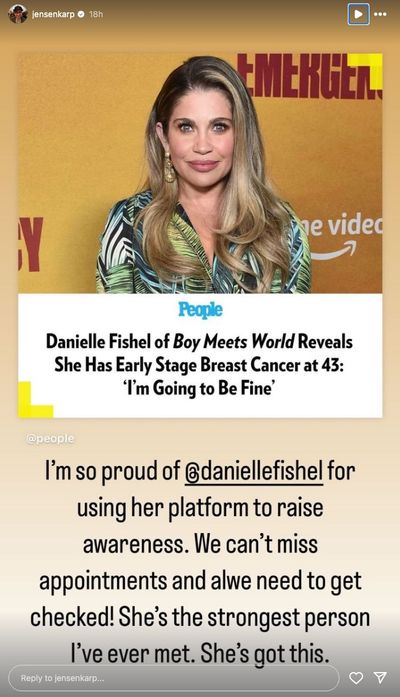 jensenkarp 18h
EMERGEN
CY
me video
People
Danielle Fishel of Boy Meets World Reveals
She Has Early Stage Breast Cancer at 43:
‘I’m Going to Be Fine’
@people
I’m so proud of @daniellefishel for
using her platform to raise
awareness. We can’t miss
appointments and alwe need to get
checked! She’s the strongest person
I’ve ever met. She’s got this.
Reply to jensenkarp...